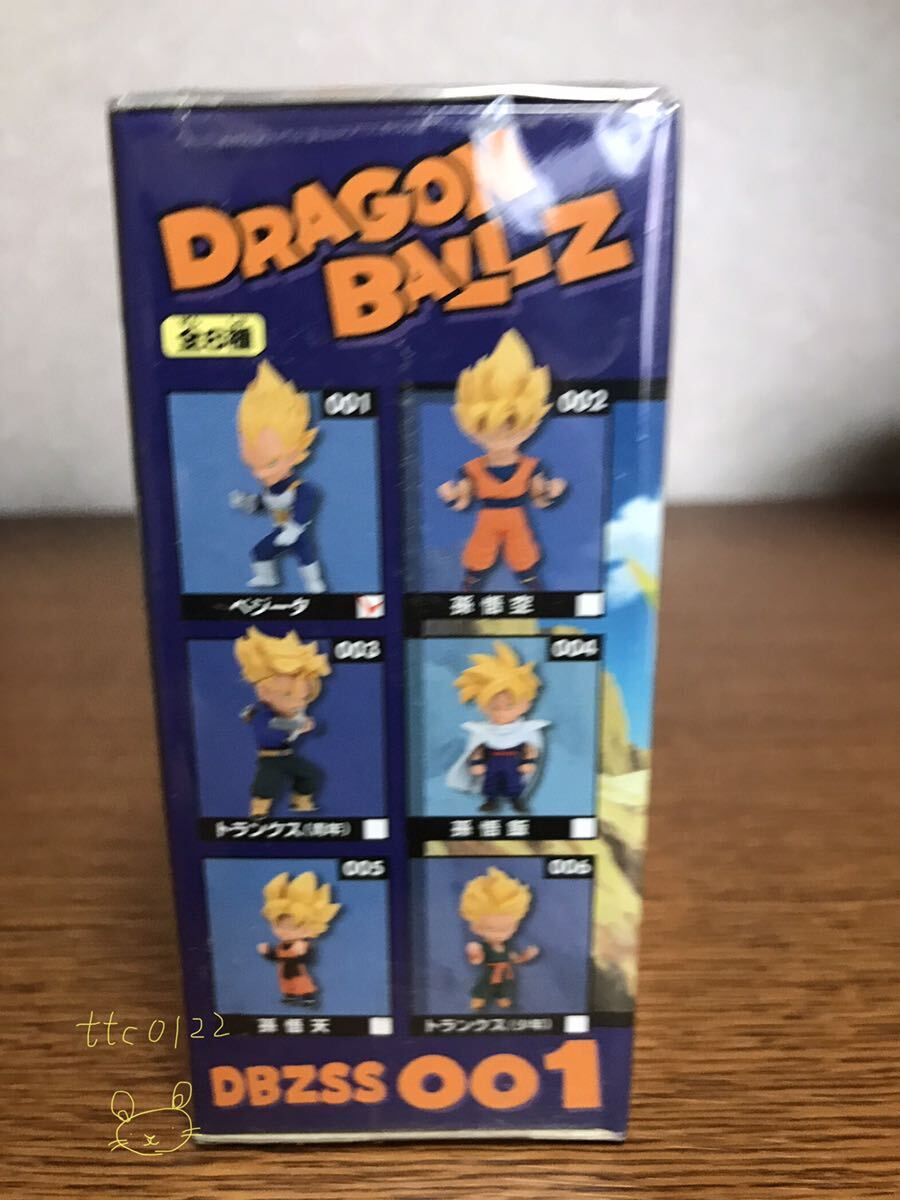 DRAGON
BALL Z
全6種
001
002
ベジータ
孫悟空
003
004
トランクス(青年)
孫悟飯
005
006
孫悟天
トランクス(少年)
DBZSS 001
ttc0122